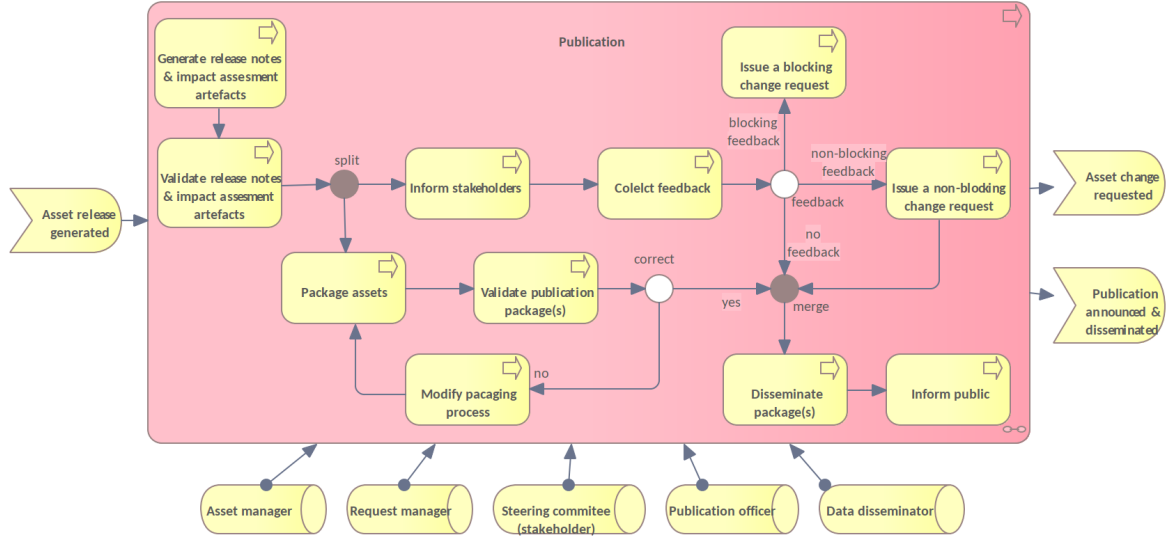 Publication
Generate release notes
& impact assesment
artefacts
Issue a blocking
change request
blocking
feedback
Validate release notes
& impact assesment
artefacts
split
Inform stakeholders
Colelct feedback
non-blocking
feedback
feedback
Issue a non-blocking
change request
Asset release
generated
Asset change
requested
no
feedback
Package assets
Validate publication
package(s)
correct
yes
merge
Publication
announced &
disseminated
Modify pacaging
process
no
Disseminate
package(s)
Inform public
Asset manager
Request manager
Steering commitee
(stakeholder)
Publication officer
Data disseminator